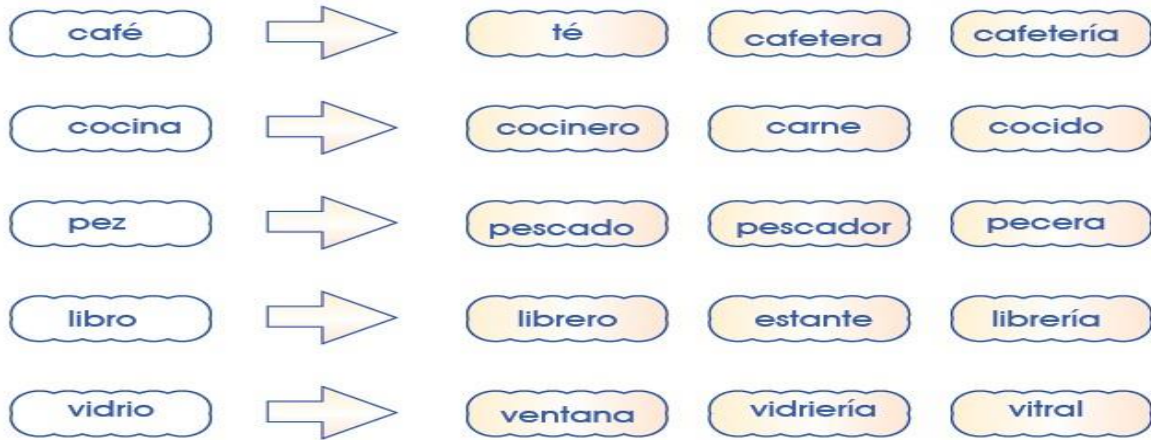 café té cafetera cafetería
cocina cocinero carne cocido
pez pescado pescador pecera
libro librero estante librería
vidrio ventana vidriería vitral